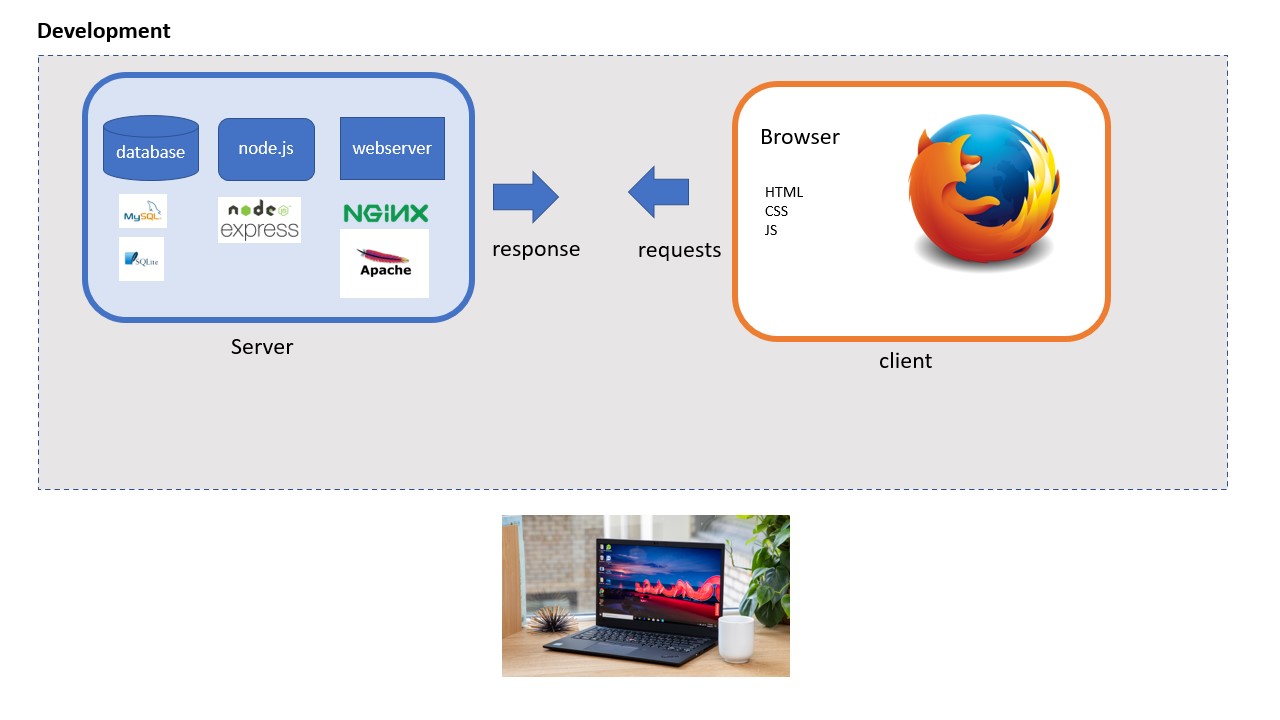 Development
database
node.js
webserver
MySQL
SQLite
node
JS
express
NGINX
Apache
Server
response
requests
Browser
HTML
CSS
JS
client